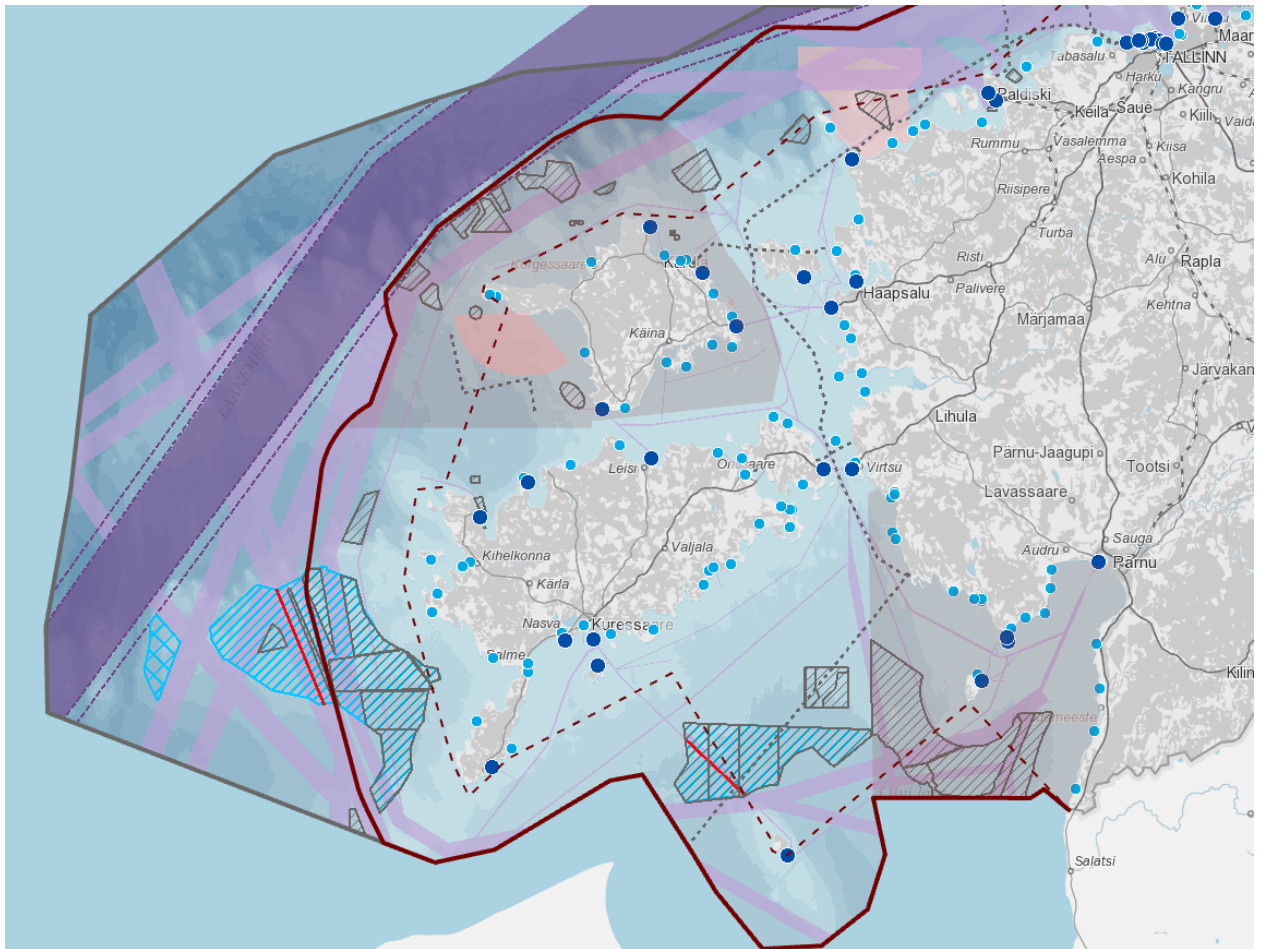 Maar
TALLINN
Tabasalu
Harku
Kangru
Paldiski
Keila
Saue
Kiili
Vaida
Rummu
Vasalemma
Kiisa
Aespa
Kohila
Riisipere
Turba
Risti
Alu
Rapla
Palivere
Kehtna
Haapsalu
Märjamaa
Käina
Järvakan
LÄÄNEMERI
Lihula
Pärnu-Jaagupi
Leisi
Orissaare
Virtsu
Tootsi
Lavassaare
Sauga
Audru
Valjala
Kihelkonna
Pärnu
Kärla
Nasva
Kuressaare
Salme
Kilin
Salatsi